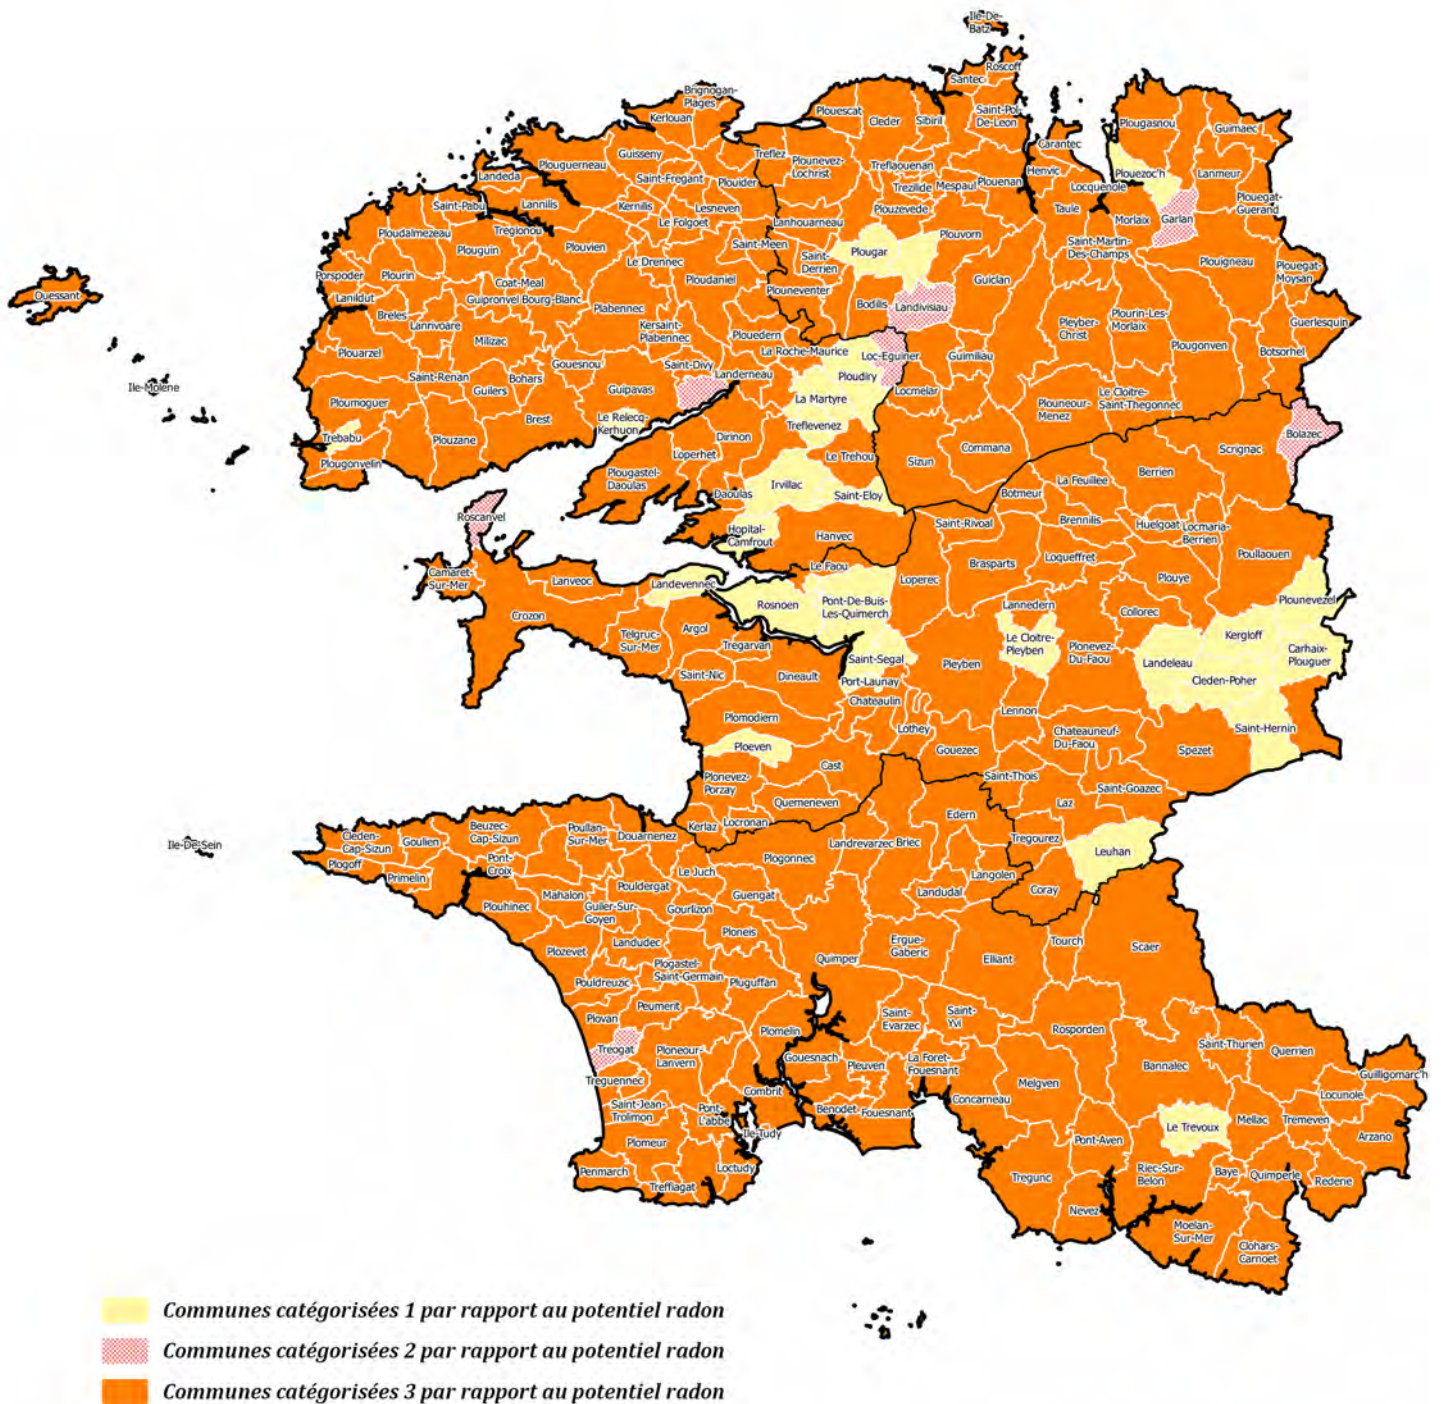 Ile-De-
Batz
Roscoff
Santec
Brignogan-
Plages
Plouescat
Cleder
Sibiril
Saint-Pol-
De-Leon
Plougasnou
Guimaec
Kerlouan
Carantec
Plouguerneau
Guisseny
Treflez
Plounevez-
Lochrist
Treflaouenan
Henvic
Plouezoc'h
Lanmeur
Landeda
Saint-Fregant
Plouider
Trezilide
Mespaul
Plouenan
Locquenole
Plouegat-
Guerand
Saint-Pabu
Lannilis
Kernilis
Lesneven
Plouzevede
Taule
Morlaix
Garlan
Ploudalmezeau
Treglonou
Le Folgoet
Lanhouarneau
Plouvorn
Plouguin
Plouvien
Saint-Meen
Plougar
Saint-Martin-
Des-Champs
Saint-
Derrien
Plouigneau
Plouegat-
Moysan
Porspoder
Plourin
Le Drennec
Ploudaniel
Guiclan
Coat-Meal
Ouessant
Lanildut
Guipronvel
Bourg-Blanc
Plouneventer
Bodilis
Landivisiau
Breles
Lanrivoare
Plabennec
Kersaint-
Plabennec
Plouedern
Pleyber-
Christ
Plourin-Les-
Morlaix
Guerlesquin
Plouarzel
Milizac
La Roche-Maurice
Loc-Eguiner
Guimiliau
Plougonven
Botsorhel
Gouesnou
Saint-Divy
Landerneau
Ploudiry
Ile-Molene
Saint-Renan
Guilers
Bohars
Guipavas
La Martyre
Locmelar
Le Cloitre-
Saint-Thegonnec
Ploumoguer
Plouneour-
Menez
Brest
Le Relecq-
Kerhuon
Treflevenez
Trebabu
Plouzane
Dirinon
Bolazec
Plougonvelin
Loperhet
Le Trehou
Sizun
Commana
Scrignac
Plougastel-
Daoulas
Berrien
Irvillac
La Feuillee
Daoulas
Saint-Eloy
Botmeur
Roscanvel
Hopital-
Camfrout
Hanvec
Saint-Rivoal
Brennilis
Huelgoat
Locmaria-
Berrien
Poullaouen
Le Faou
Brasparts
Loqueffret
Camaret-
Sur-Mer
Lanveoc
Landevennec
Loperec
Plouye
Rosnoen
Pont-De-Buis-
Les-Quimerch
Lannedern
Collorec
Plounevezel
Crozon
Telgruc-
Sur-Mer
Argol
Tregarvan
Le Cloitre-
Pleyben
Plonevez-
Du-Faou
Kergloff
Carhaix-
Plouguer
Saint-Segal
Pleyben
Landeleau
Saint-Nic
Dineault
Port-Launay
Cleden-Poher
Chateaulin
Plomodiern
Lennon
Lothey
Chateauneuf-
Du-Faou
Saint-Hernin
Ploeven
Gouezec
Spezet
Cast
Plonevez-
Porzay
Saint-Thois
Saint-Goazec
Quemeneven
Laz
Ile-De-Sein
Cleden-
Cap-Sizun
Goulien
Beuzec-
Cap-Sizun
Poullan-
Sur-Mer
Douarnenez
Kerlaz
Locronan
Edern
Landrevarzec
Briec
Tregourez
Leuhan
Plogoff
Primelin
Pont-
Croix
Le Juch
Plogonnec
Langolen
Coray
Mahalon
Pouldergat
Guengat
Landudal
Plouhinec
Guiler-Sur-
Goyen
Gourlizon
Ploneis
Plozevet
Landudec
Ergue-
Gaberic
Tourch
Scaer
Quimper
Elliant
Plogastel-
Saint-Germain
Pouldreuzic
Pluguffan
Peumerit
Plovan
Plomelin
Saint-
Evarzec
Saint-
Yvi
Rosporden
Treogat
Ploneour-
Lanvern
Gouesnach
Pleuven
La Foret-
Fouesnant
Bannalec
Saint-Thurien
Querrien
Guilligomarc'h
Treguennec
Combrit
Melgven
Locunole
Saint-Jean-
Trolimon
Pont-
L'abbe
Benodet
Fouesnant
Concarneau
Le Trevoux
Mellac
Tremeven
Ile-Tudy
Plomeur
Pont-Aven
Arzano
Penmarch
Loctudy
Tregunc
Riec-Sur-
Belon
Baye
Quimperle
Redene
Treffiagat
Nevez
Moelan-
Sur-Mer
Clohars-
Carnoet
Communes catégorisées 1 par rapport au potentiel radon
Communes catégorisées 2 par rapport au potentiel radon
Communes catégorisées 3 par rapport au potentiel radon